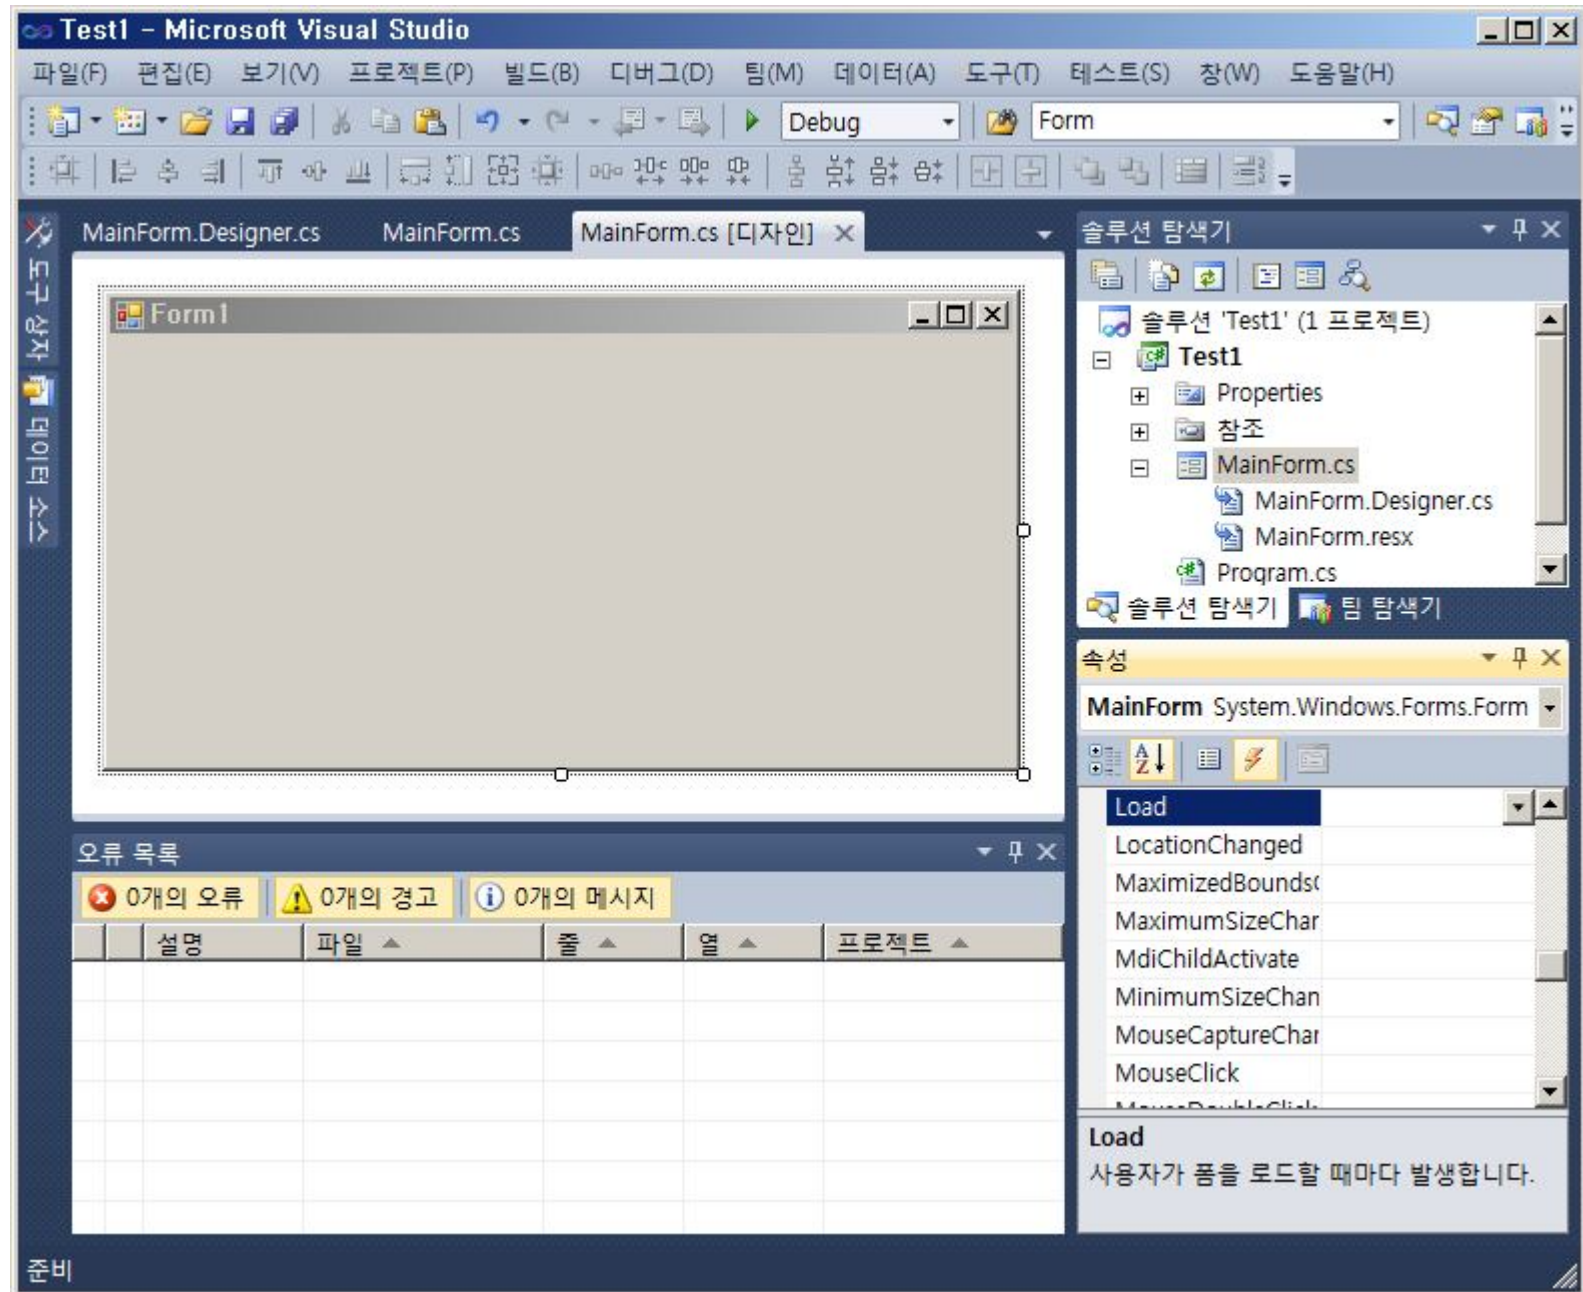 Test1 - Microsoft Visual Studio
파일(F) 편집(E) 보기(V) 프로젝트(P) 빌드(B) 디버그(D) 팀(M) 데이터(A) 도구(T) 테스트(S) 창(W) 도움말(H)
Debug Form
도구 상자
데이터 소스
MainForm.Designer.cs MainForm.cs MainForm.cs [디자인]
Form1
솔루션 탐색기
솔루션 'Test1' (1 프로젝트)
Test1
Properties
참조
MainForm.cs
MainForm.Designer.cs
MainForm.resx
Program.cs
솔루션 탐색기 팀 탐색기
속성
MainForm System.Windows.Forms.Form
Load
LocationChanged
MaximizedBounds
MaximumSizeChar
MdiChildActivate
MinimumSizeChan
MouseCaptureChar
MouseClick
MouseDoubleClick
Load
사용자가 폼을 로드할 때마다 발생합니다.
오류 목록
0개의 오류 0개의 경고 0개의 메시지
설명 파일 줄 열 프로젝트
준비